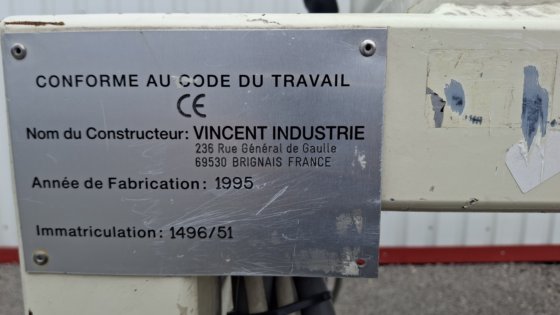 CONFORME AU CODE DU TRAVAIL
CE
Nom du Constructeur: VINCENT INDUSTRIE
236 Rue Général de Gaulle
69530 BRIGNAIS FRANCE
Année de Fabrication: 1995
Immatriculation: 1496/51